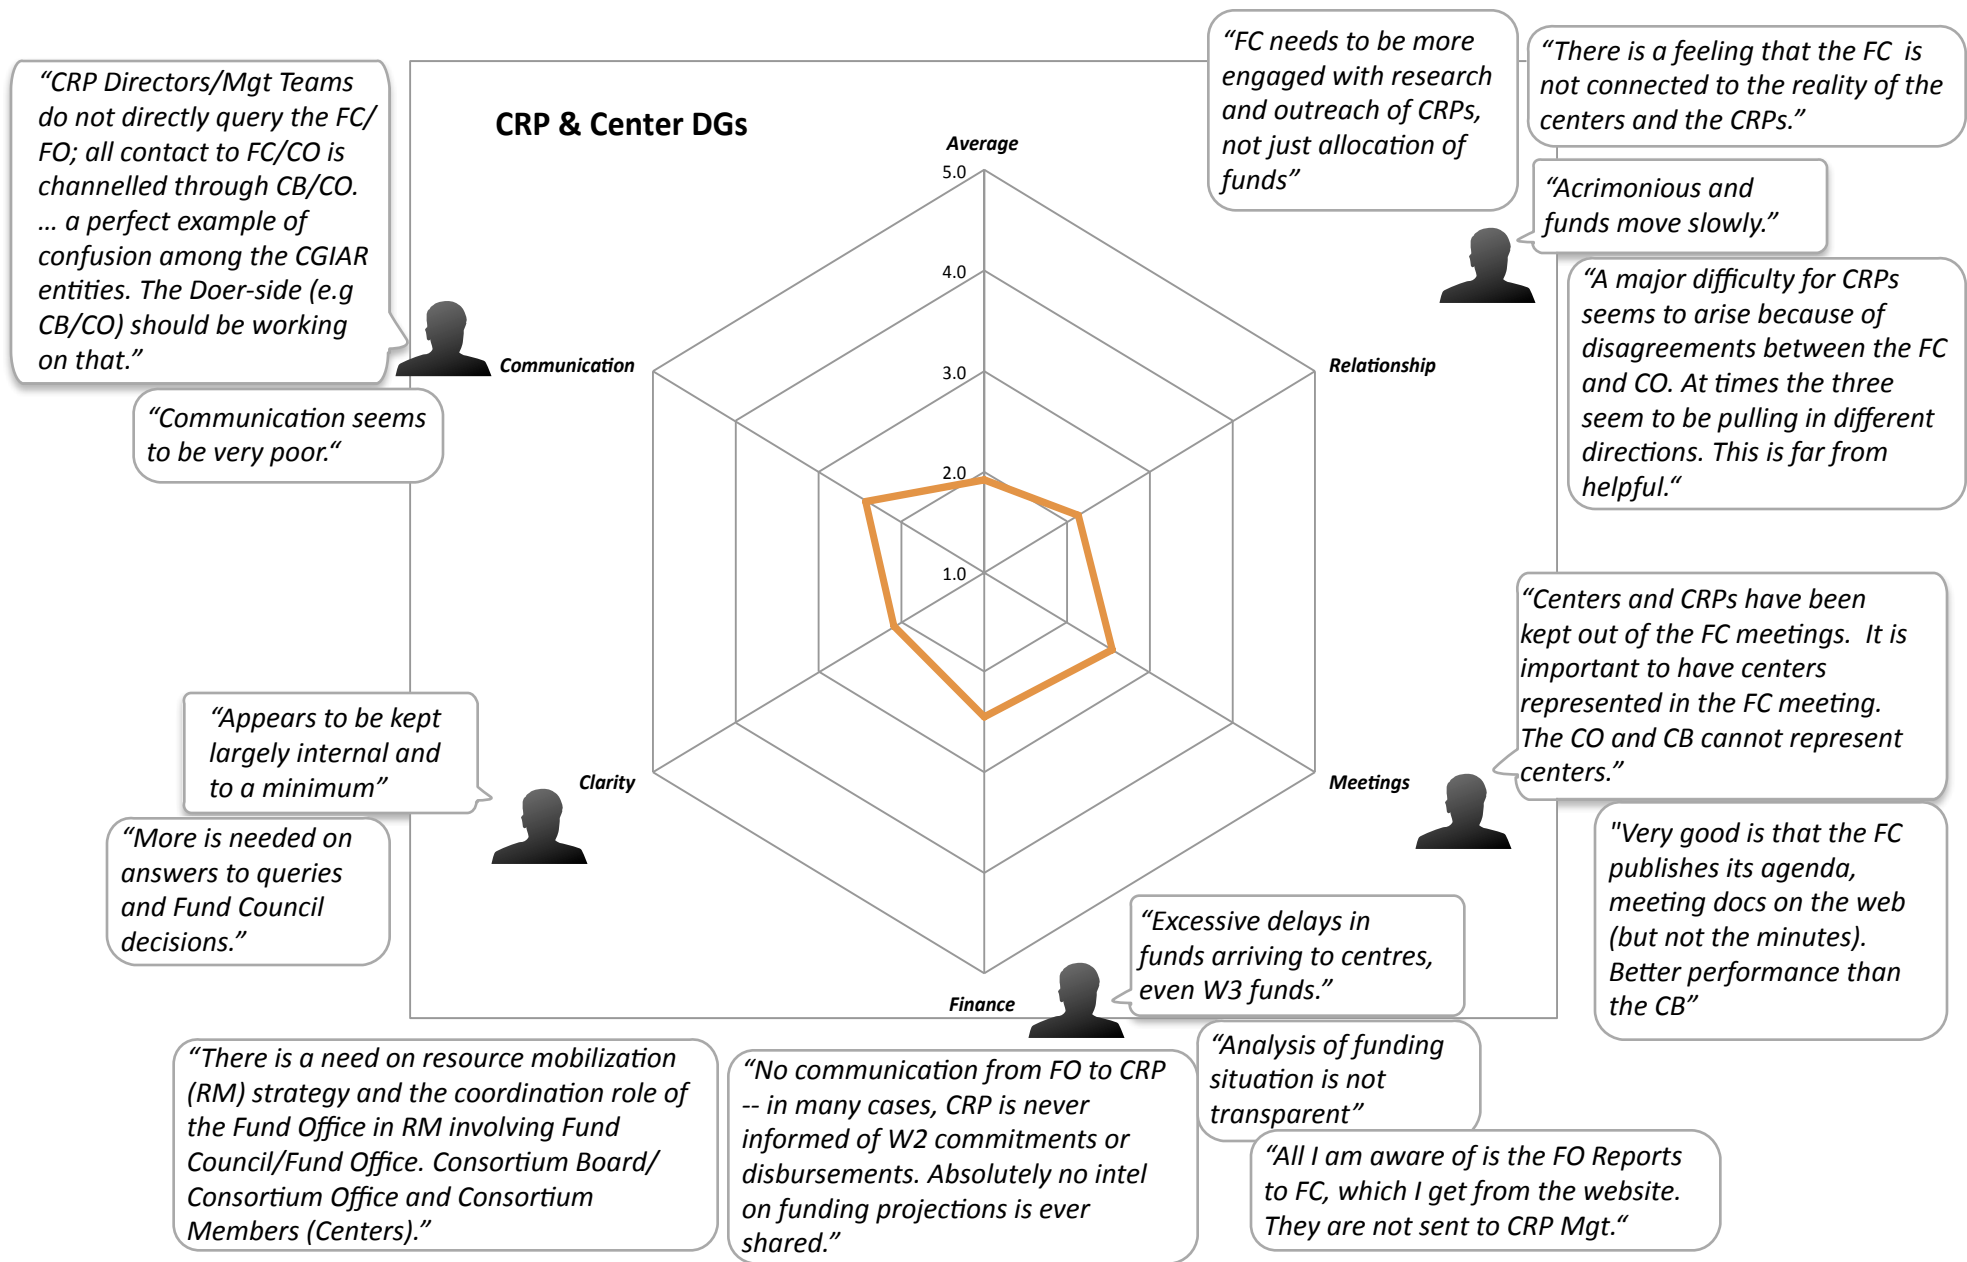 “CRP Directors/Mgt Teams
do not directly query the FC/
FO; all contact to FC/CO is
channelled through CB/CO.
... a perfect example of
confusion among the CGIAR
entities. The Doer-side (e.g
CB/CO) should be working
on that.”
“Communication seems
to be very poor.“
CRP & Center DGs
“FC needs to be more
engaged with research
and outreach of CRPs,
not just allocation of
funds”
“There is a feeling that the FC  is
not connected to the reality of the
centers and the CRPs.”
“Acrimonious and
funds move slowly.”
“A major difficulty for CRPs
seems to arise because of
disagreements between the FC
and CO. At times the three
seem to be pulling in different
directions. This is far from
helpful.“
Average
5.0
4.0
3.0
2.0
1.0
Communication
Relationship
Clarity
Meetings
Finance
“Centers and CRPs have been
kept out of the FC meetings.  It is
important to have centers
represented in the FC meeting.
The CO and CB cannot represent
centers.”
"Very good is that the FC
publishes its agenda,
meeting docs on the web
(but not the minutes).
Better performance than
the CB”
“Appears to be kept
largely internal and
to a minimum”
“More is needed on
answers to queries
and Fund Council
decisions.”
“Excessive delays in
funds arriving to centres,
even W3 funds.”
“There is a need on resource mobilization
(RM) strategy and the coordination role of
the Fund Office in RM involving Fund
Council/Fund Office. Consortium Board/
Consortium Office and Consortium
Members (Centers).”
“No communication from FO to CRP
-- in many cases, CRP is never
informed of W2 commitments or
disbursements. Absolutely no intel
on funding projections is ever
shared.”
“Analysis of funding
situation is not
transparent”
“All I am aware of is the FO Reports
to FC, which I get from the website.
They are not sent to CRP Mgt.“